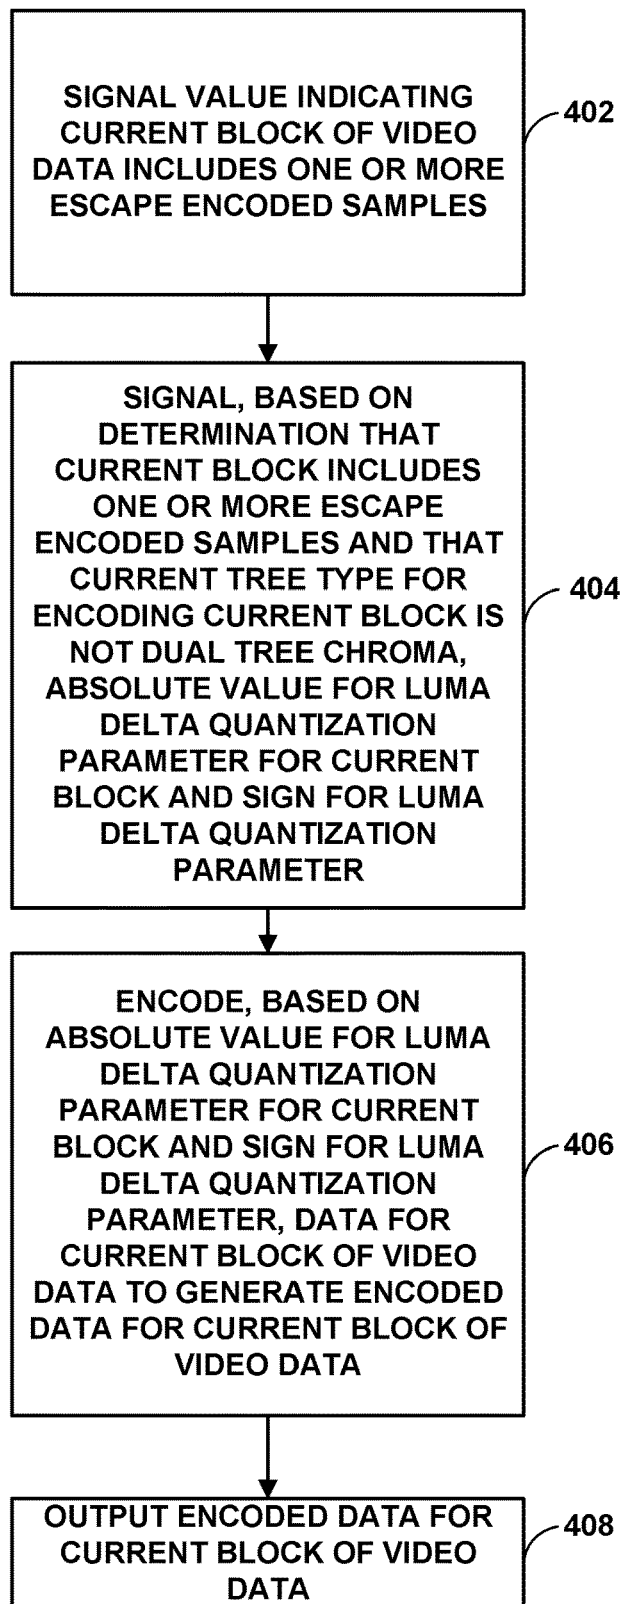 SIGNAL VALUE INDICATING
CURRENT BLOCK OF VIDEO
DATA INCLUDES ONE OR MORE
ESCAPE ENCODED SAMPLES
402
SIGNAL, BASED ON
DETERMINATION THAT
CURRENT BLOCK INCLUDES
ONE OR MORE ESCAPE
ENCODED SAMPLES AND THAT
CURRENT TREE TYPE FOR
ENCODING CURRENT BLOCK IS
NOT DUAL TREE CHROMA,
ABSOLUTE VALUE FOR LUMA
DELTA QUANTIZATION
PARAMETER FOR CURRENT
BLOCK AND SIGN FOR LUMA
DELTA QUANTIZATION
PARAMETER
404
ENCODE, BASED ON
ABSOLUTE VALUE FOR LUMA
DELTA QUANTIZATION
PARAMETER FOR CURRENT
BLOCK AND SIGN FOR LUMA
DELTA QUANTIZATION
PARAMETER, DATA FOR
CURRENT BLOCK OF VIDEO
DATA TO GENERATE ENCODED
DATA FOR CURRENT BLOCK OF
VIDEO DATA
406
OUTPUT ENCODED DATA FOR
CURRENT BLOCK OF VIDEO
DATA
408